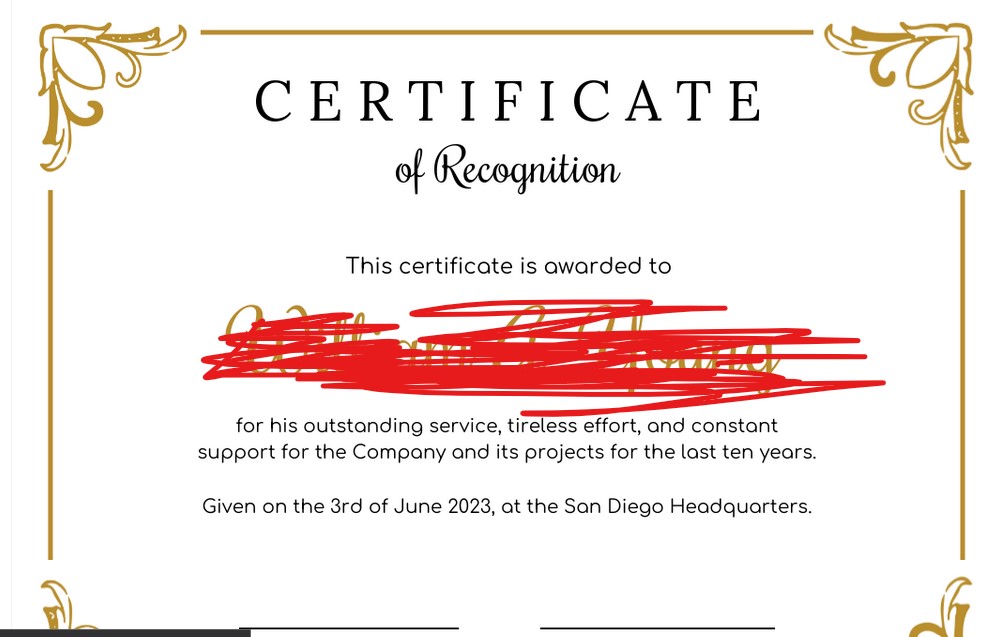 CERTIFICATE
of Recognition
This certificate is awarded to
for his outstanding service, tireless effort, and constant
support for the Company and its projects for the last ten years.
Given on the 3rd of June 2023, at the San Diego Headquarters.